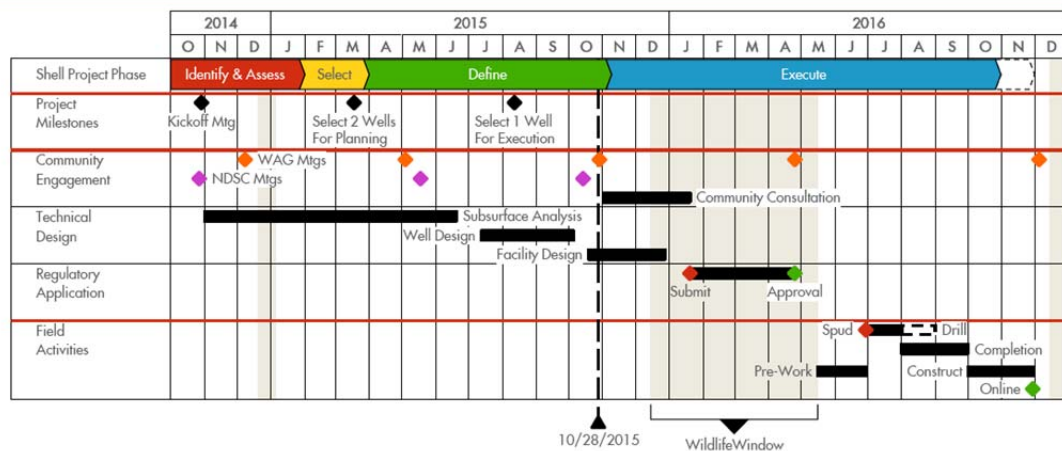 2014 2015 2016
O N D J F M A M J J A S O N D J F M A M J J A S O N D
Shell Project Phase Identify & Assess Select Define Execute
Project
Milestones
Kickoff Mtg
Select 2 Wells
For Planning
Select 1 Well
For Execution
Community
Engagement
WAG Mtgs
NDSC Mtgs
Community Consultation
Technical
Design
Subsurface Analysis
Well Design
Facility Design
Regulatory
Application
Submit Approval
Field
Activities
Spud Drill
Completion
Pre-Work Construct
Online
10/28/2015 WildlifeWindow